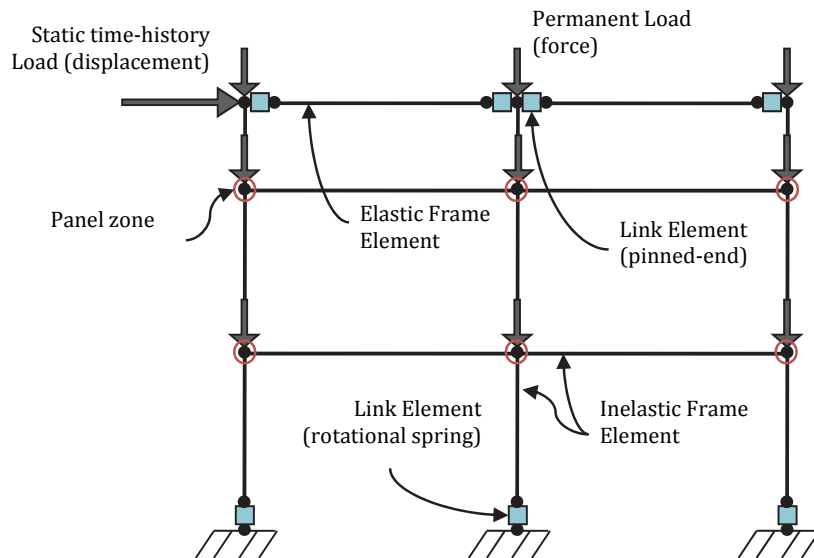 Static time-history
Load (displacement)
Permanent Load
(force)
Panel zone
Elastic Frame
Element
Link Element
(pinned-end)
Link Element
(rotational spring)
Inelastic Frame
Element